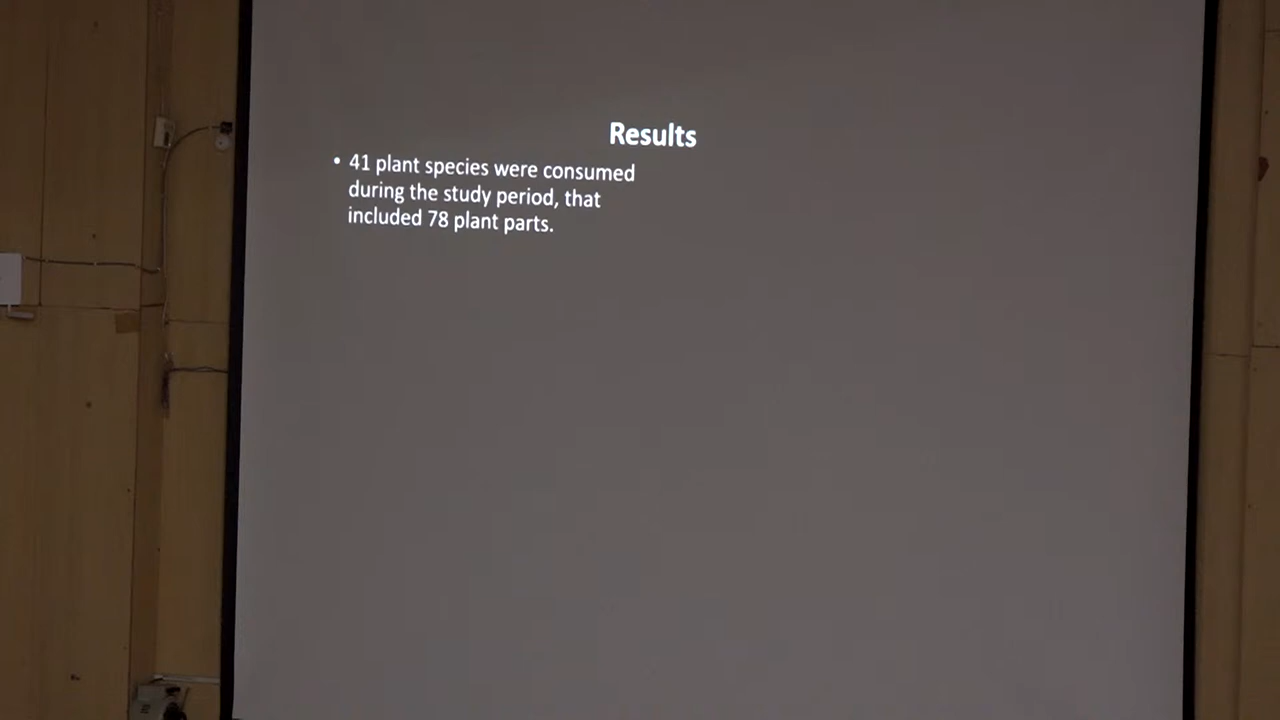 Results
• 41 plant species were consumed
during the study period, that
included 78 plant parts.